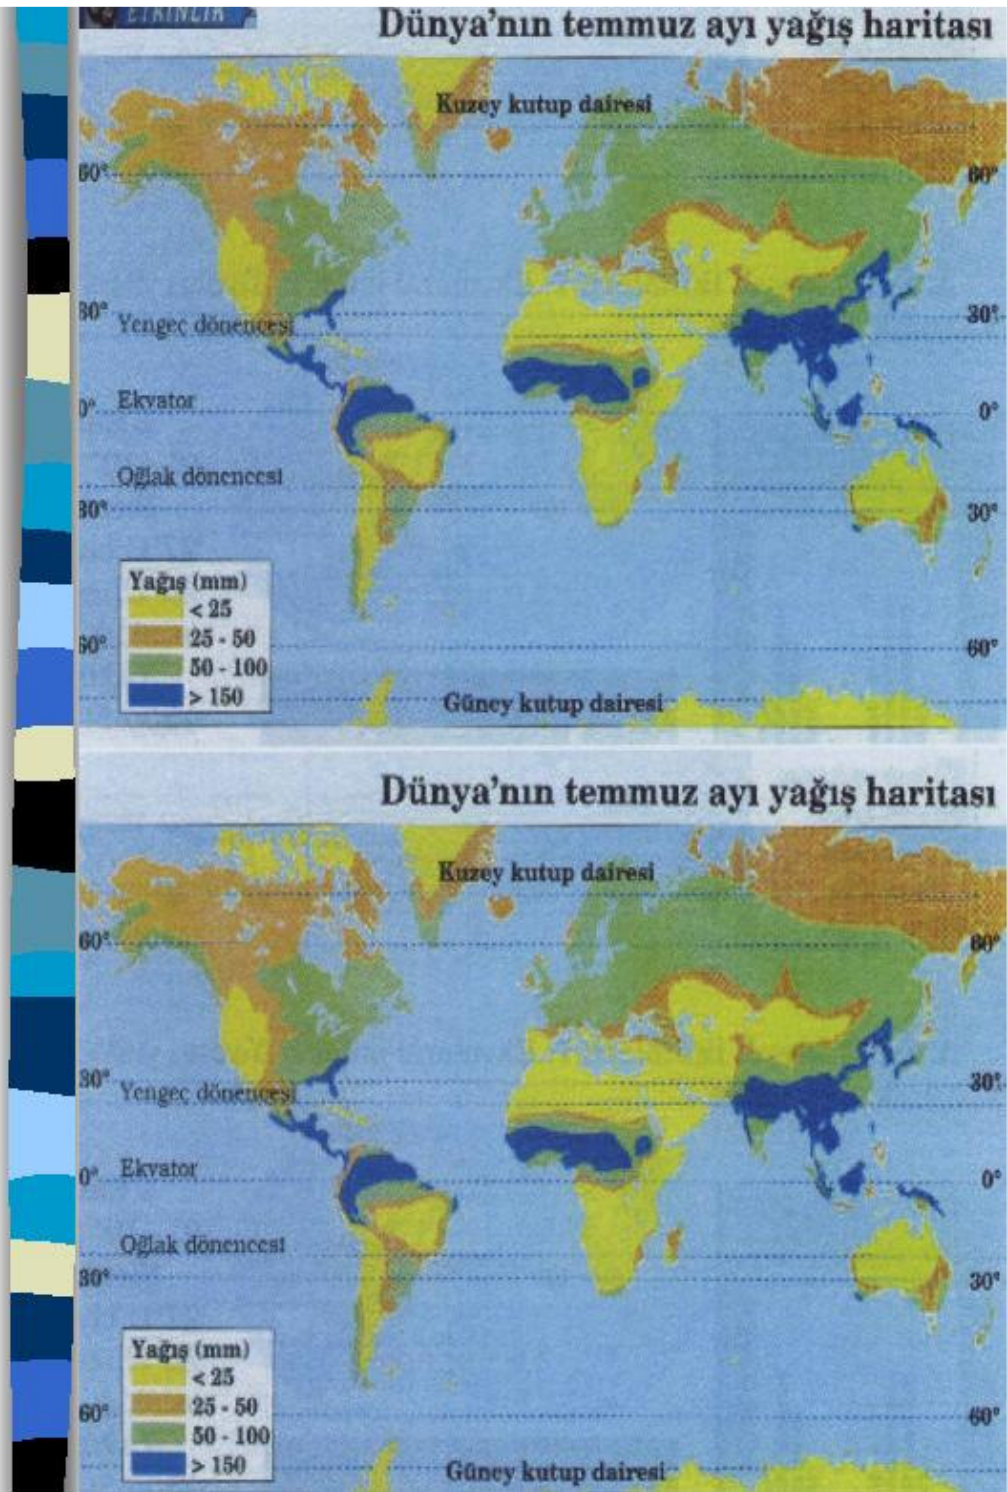 ETKİNLİK
Dünya'nın temmuz ayı yağış haritası
Kuzey kutup dairesi
60° 60°
30° 30°
Yengeç dönencesi
Ekvator
0° 0°
Oğlak dönencesi
30° 30°
Yağış (mm)
< 25
25 - 50
50 - 100
> 150
60° 60°
Güney kutup dairesi
Dünya'nın temmuz ayı yağış haritası
Kuzey kutup dairesi
60° 60°
30° 30°
Yengeç dönencesi
Ekvator
0° 0°
Oğlak dönencesi
30° 30°
Yağış (mm)
< 25
25 - 50
50 - 100
> 150
60° 60°
Güney kutup dairesi